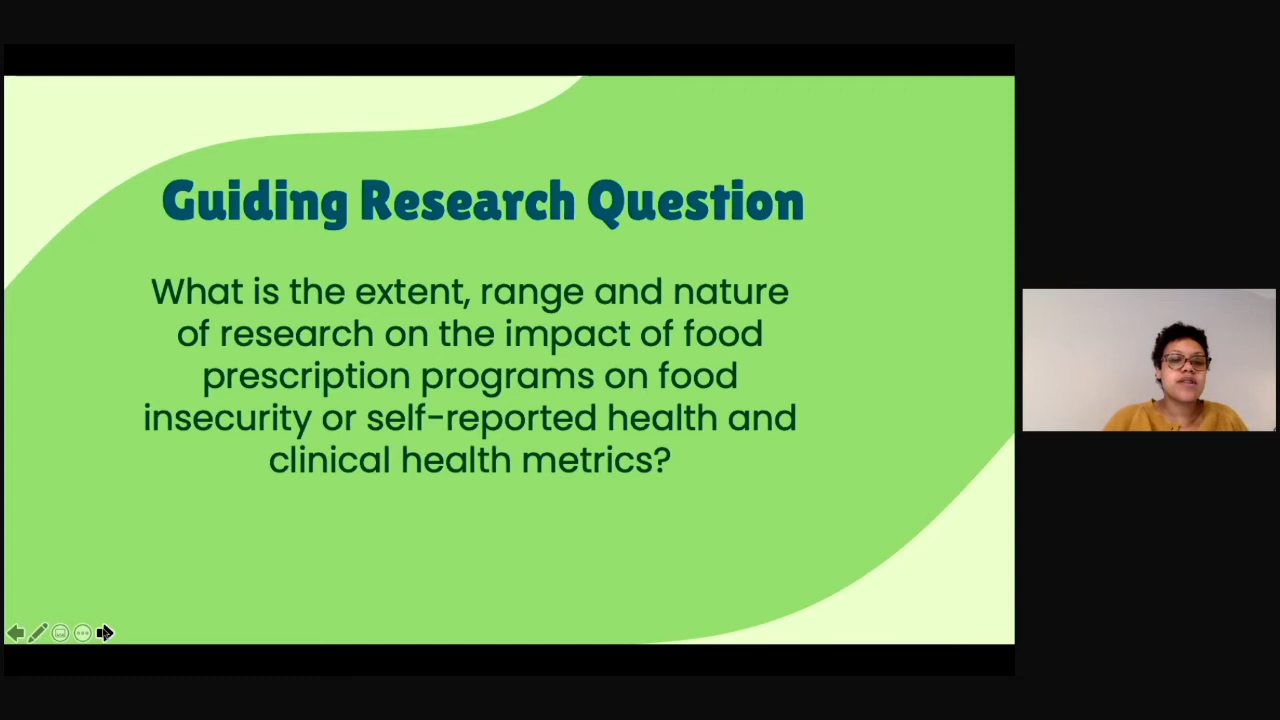 Guiding Research Question
What is the extent, range and nature
of research on the impact of food
prescription programs on food
insecurity or self-reported health and
clinical health metrics?